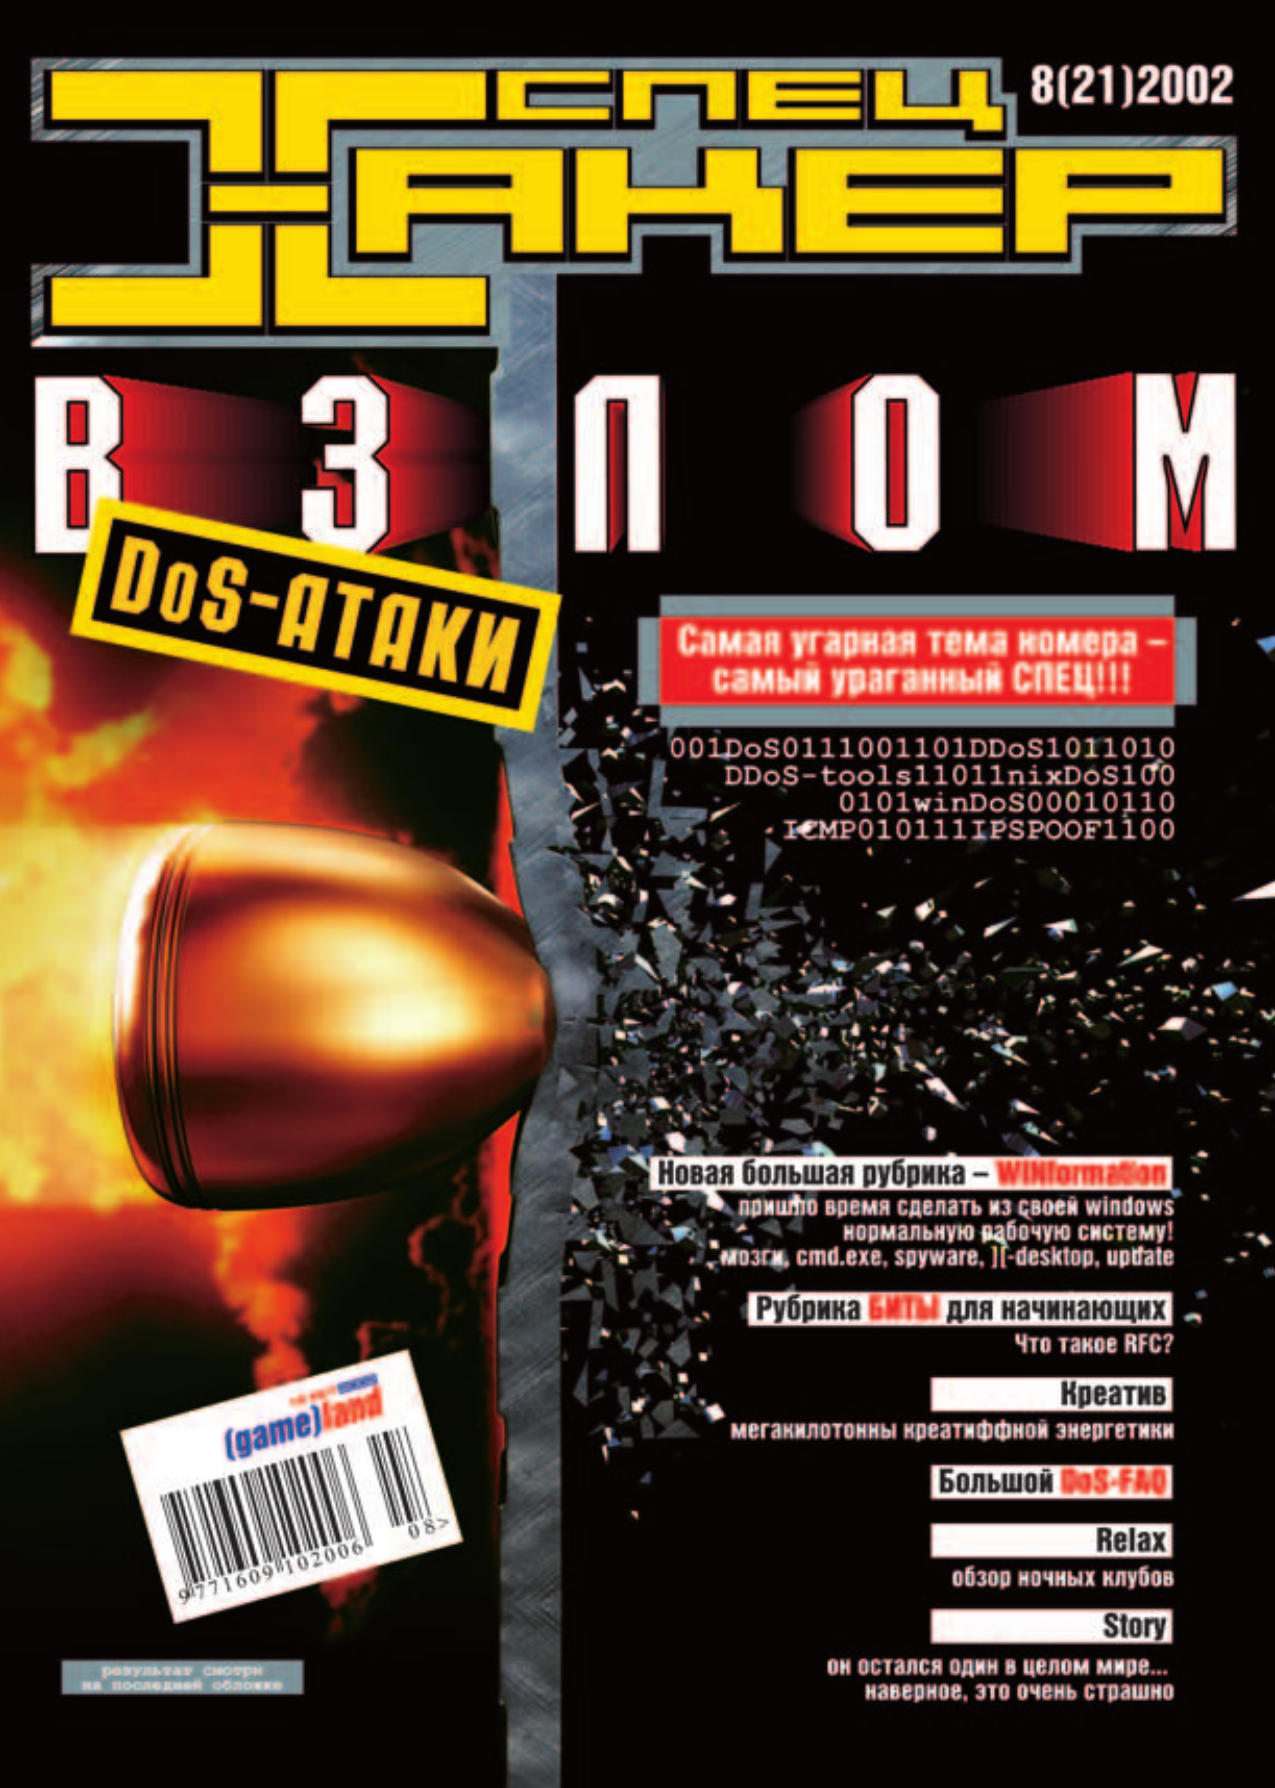 СПЕЦ
ХАКЕР
8(21)2002
ВЗЛОМ
DoS-АТАКИ
Самая угарная тема номера –
самый ураганный СПЕЦ!!!
001DoS0111001101DDoS1011010
DDoS-tools11011nixDoS100
0101winDoS00010110
ICMP010111IPSPOOF1100
Новая большая рубрика – WINformation
пришло время сделать из своей windows
нормальную рабочую систему!
мозги, cmd.exe, spyware, ][-desktop, update
Рубрика БИТЫ для начинающих
Что такое RFC?
Креатив
мегакилотонны креатиффной энергетики
Большой DoS-FAQ
Relax
обзор ночных клубов
Story
он остался один в целом мире...
наверное, это очень страшно
(game)land
9771609102006
08>
результат смотри
на последней обложке